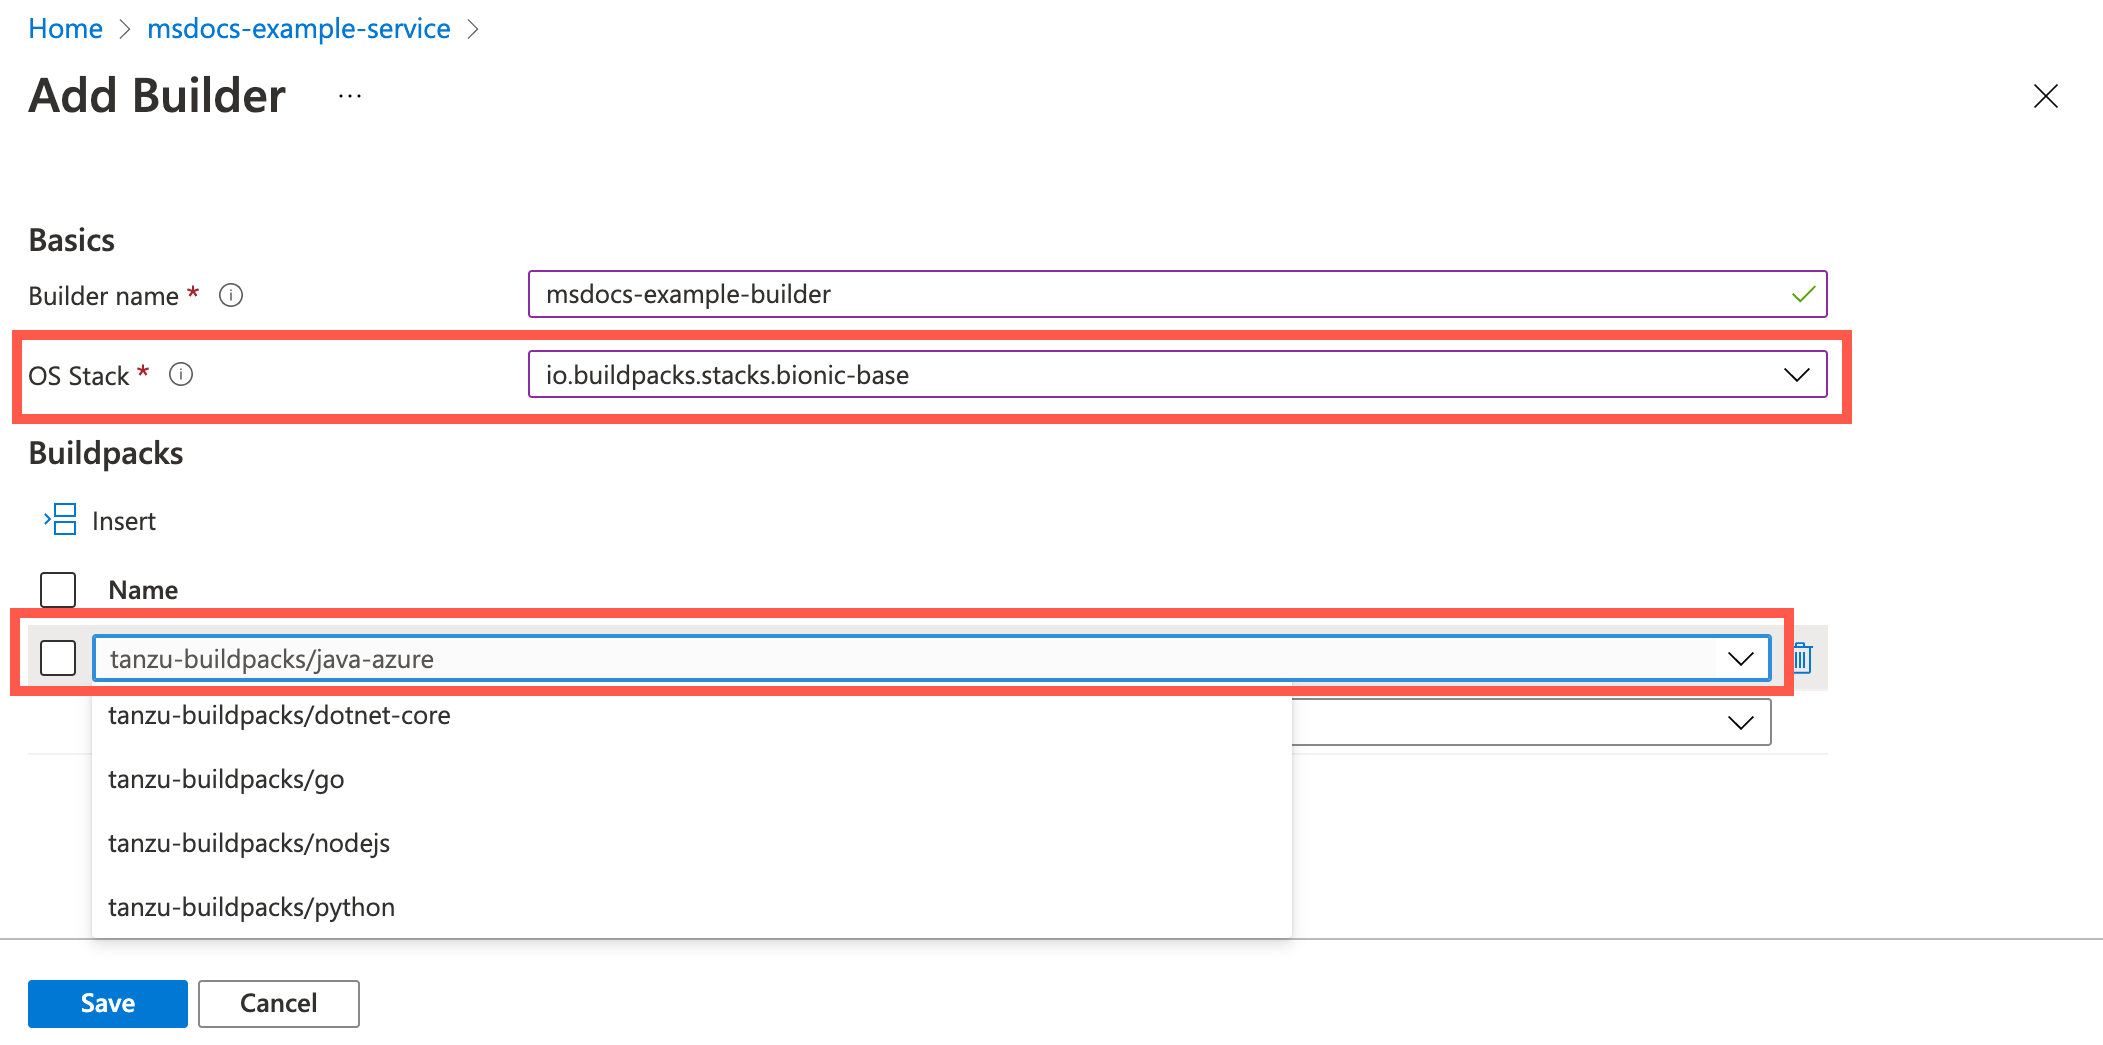 Home > msdocs-example-service >
Add Builder ...
Basics
Builder name * msdocs-example-builder
OS Stack * io.buildpacks.stacks.bionic-base
Buildpacks
Insert
Name
tanzu-buildpacks/java-azure
tanzu-buildpacks/dotnet-core
tanzu-buildpacks/go
tanzu-buildpacks/nodejs
tanzu-buildpacks/python
Save Cancel